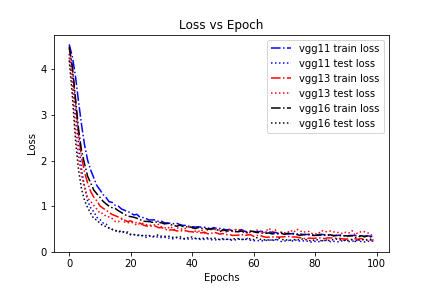 Loss vs Epoch
vgg11 train loss
vgg11 test loss
vgg13 train loss
vgg13 test loss
vgg16 train loss
vgg16 test loss
Loss
4
3
2
1
0
0 20 40 60 80 100
Epochs